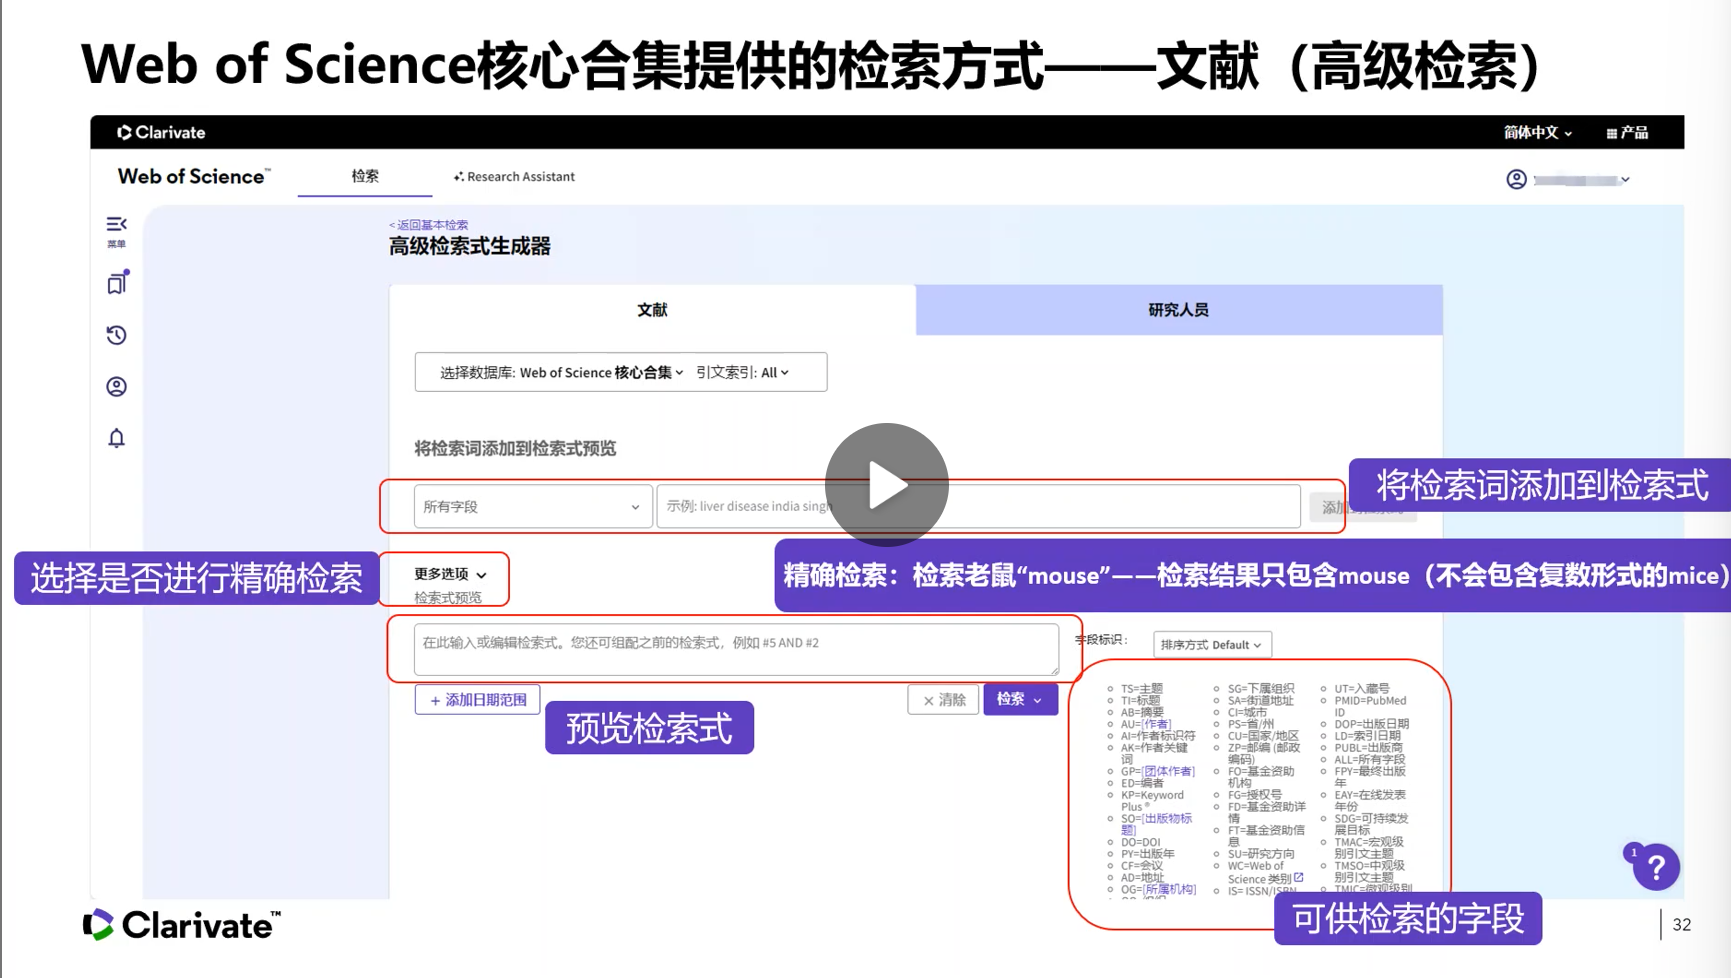 Web of Science核心合集提供的检索方式——文献（高级检索）
Clarivate
简体中文
产品
Web of Science™
检索
Research Assistant
菜单
<返回基本检索
高级检索式生成器
文献
研究人员
选择数据库: Web of Science 核心合集 引文索引: All
将检索词添加到检索式预览
所有字段
示例: liver disease india singh
将检索词添加到检索式
选择是否进行精确检索
更多选项
检索式预览
精确检索：检索老鼠“mouse”——检索结果只包含mouse（不会包含复数形式的mice）
在此输入或编辑检索式。您还可组配之前的检索式，例如 #5 AND #2
字段标识：
排序方式 Default
+ 添加日期范围
× 清除
检索
预览检索式
TS=主题
TI=标题
AB=摘要
AU=[作者]
AI=作者标识符
AK=作者关键
词
GP=[团体作者]
ED=编者
KP=Keyword
Plus ®
SO=[出版物标
题]
DO=DOI
PY=出版年
CF=会议
AD=地址
OG=[所属机构]
SG=下属组织
SA=街道地址
CI=城市
PS=省/州
CU=国家/地区
ZP=邮编 (邮政
编码)
FO=基金资助
机构
FG=授权号
FD=基金资助详
情
FT=基金资助信
息
SU=研究方向
WC=Web of
Science 类别
IS= ISSN/ISBN
UT=入藏号
PMID=PubMed
ID
DOP=出版日期
LD=索引日期
PUBL=出版商
ALL=所有字段
FPY=最终出版
年
EAY=在线发表
年份
SDG=可持续发
展目标
TMAC=宏观级
别引文主题
TMSO=中观级
别引文主题
TMIC=微观级别
可供检索的字段
1
?
Clarivate™
32